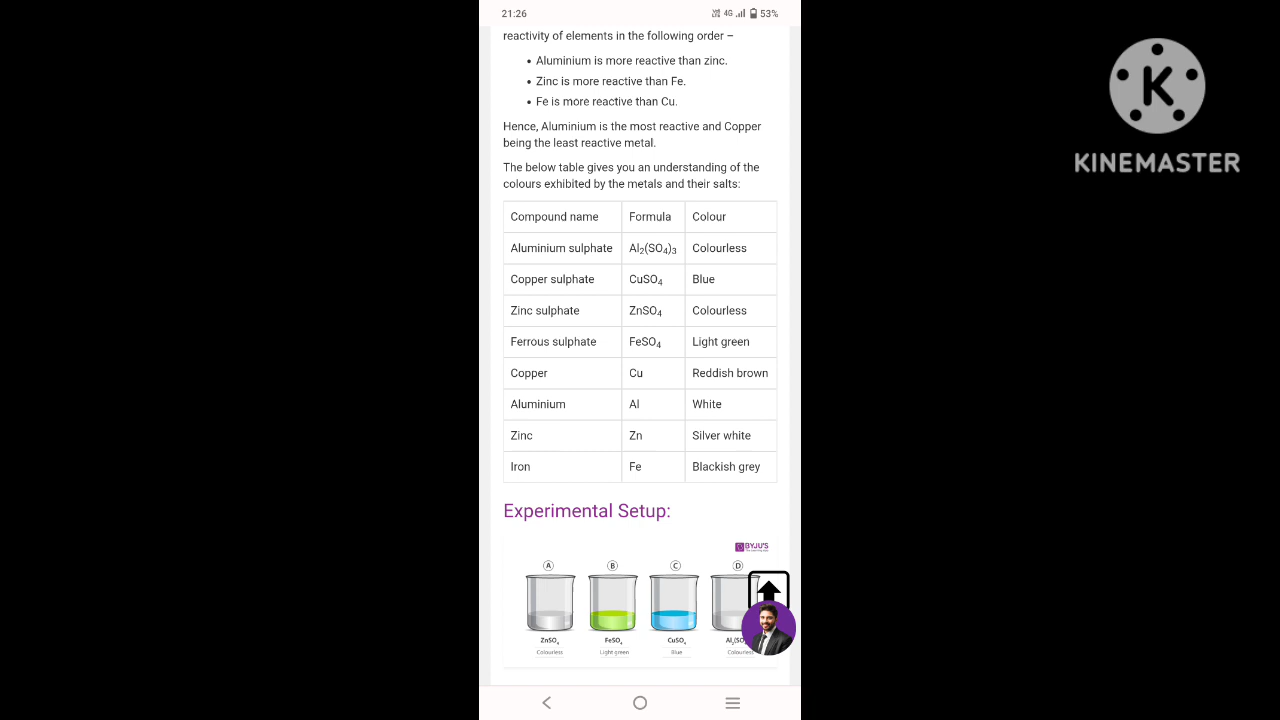 21:26
4G
53%
reactivity of elements in the following order –
• Aluminium is more reactive than zinc.
• Zinc is more reactive than Fe.
• Fe is more reactive than Cu.
Hence, Aluminium is the most reactive and Copper
being the least reactive metal.
The below table gives you an understanding of the
colours exhibited by the metals and their salts:
Compound name Formula Colour
Aluminium sulphate Al₂(SO₄)₃ Colourless
Copper sulphate CuSO₄ Blue
Zinc sulphate ZnSO₄ Colourless
Ferrous sulphate FeSO₄ Light green
Copper Cu Reddish brown
Aluminium Al White
Zinc Zn Silver white
Iron Fe Blackish grey
Experimental Setup:
BYJU'S
A B C D
ZnSO₄ FeSO₄ CuSO₄ Al₂(SO
Colourless Light green Blue Colourless
K
KINEMASTER